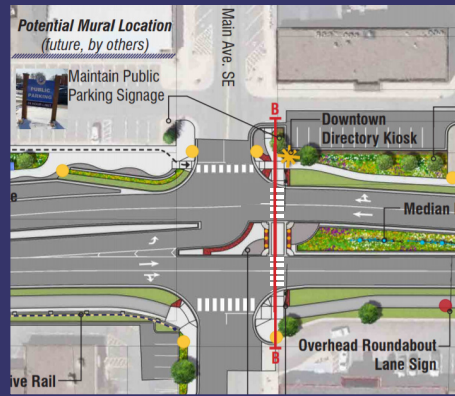 Potential Mural Location
(future, by others)
Main Ave. SE
PUBLIC
PARKING
Maintain Public
Parking Signage
B
Downtown
Directory Kiosk
e
Median
Overhead Roundabout
Lane Sign
ive Rail
B